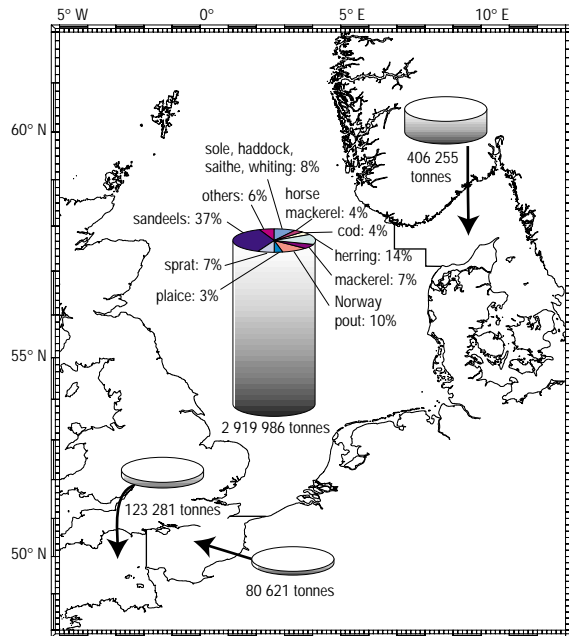 5° W
0°
5° E
10° E
60° N
55° N
50° N
406 255
tonnes
sole, haddock,
saithe, whiting: 8%
others: 6%
horse
mackerel: 4%
sandeels: 37%
cod: 4%
herring: 14%
sprat: 7%
mackerel: 7%
plaice: 3%
Norway
pout: 10%
2 919 986 tonnes
123 281 tonnes
80 621 tonnes